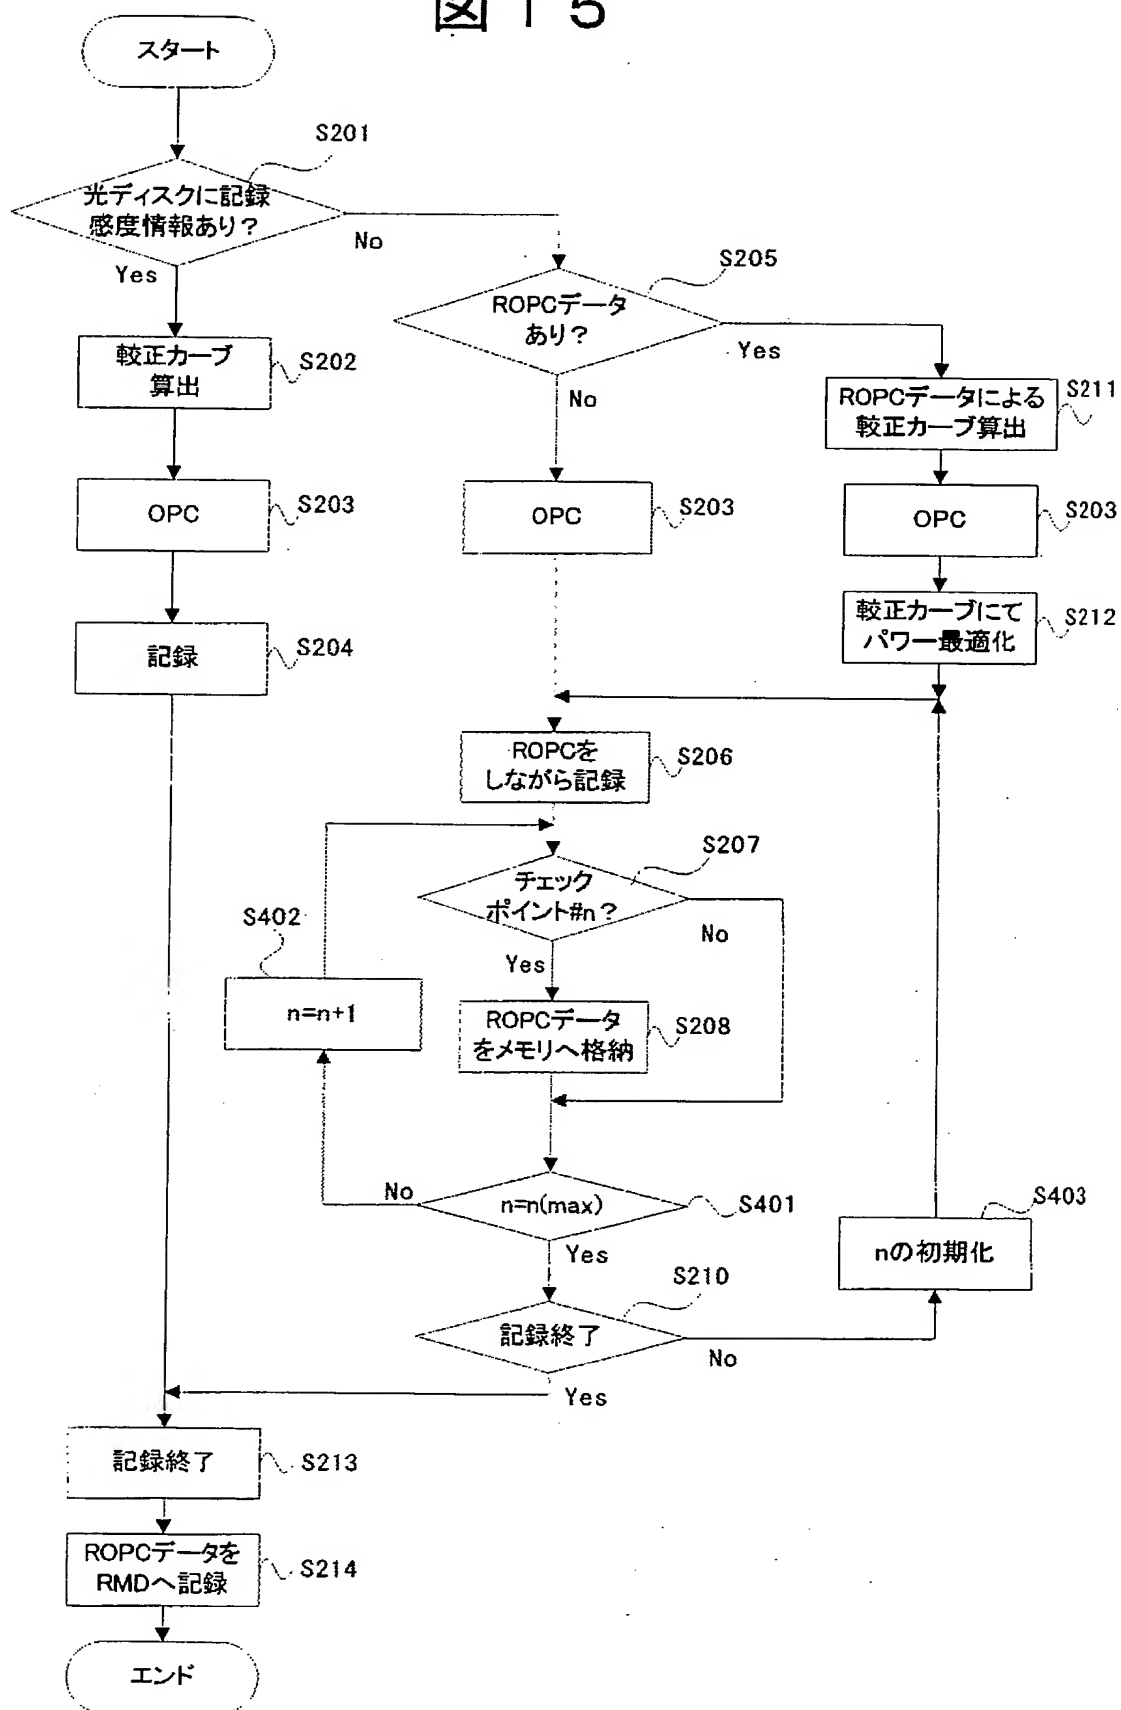 図15
スタート
S201
光ディスクに記録
感度情報あり?
No
Yes
S205
ROPCデータ
あり?
Yes
No
較正カーブ
算出
S202
ROPCデータによる
較正カーブ算出
S211
OPC
S203
OPC
S203
OPC
S203
較正カーブにて
パワー最適化
S212
記録
S204
ROPCを
しながら記録
S206
S207
チェック
ポイント#n?
No
Yes
S402
n=n+1
ROPCデータ
をメモリへ格納
S208
No
n=n(max)
S401
Yes
S403
nの初期化
S210
記録終了
No
Yes
記録終了
S213
ROPCデータを
RMDへ記録
S214
エンド